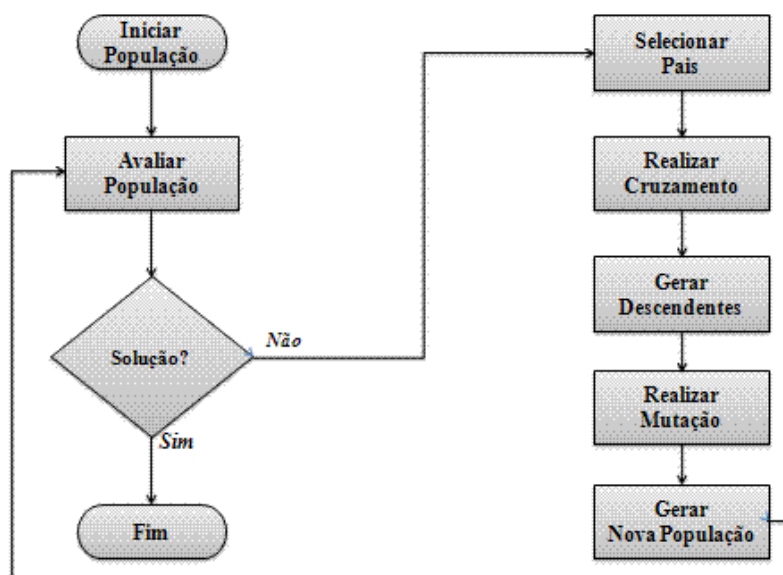 Iniciar
População
Avaliar
População
Solução?
Não
Sim
Fim
Selecionar
Pais
Realizar
Cruzamento
Gerar
Descendentes
Realizar
Mutação
Gerar
Nova População